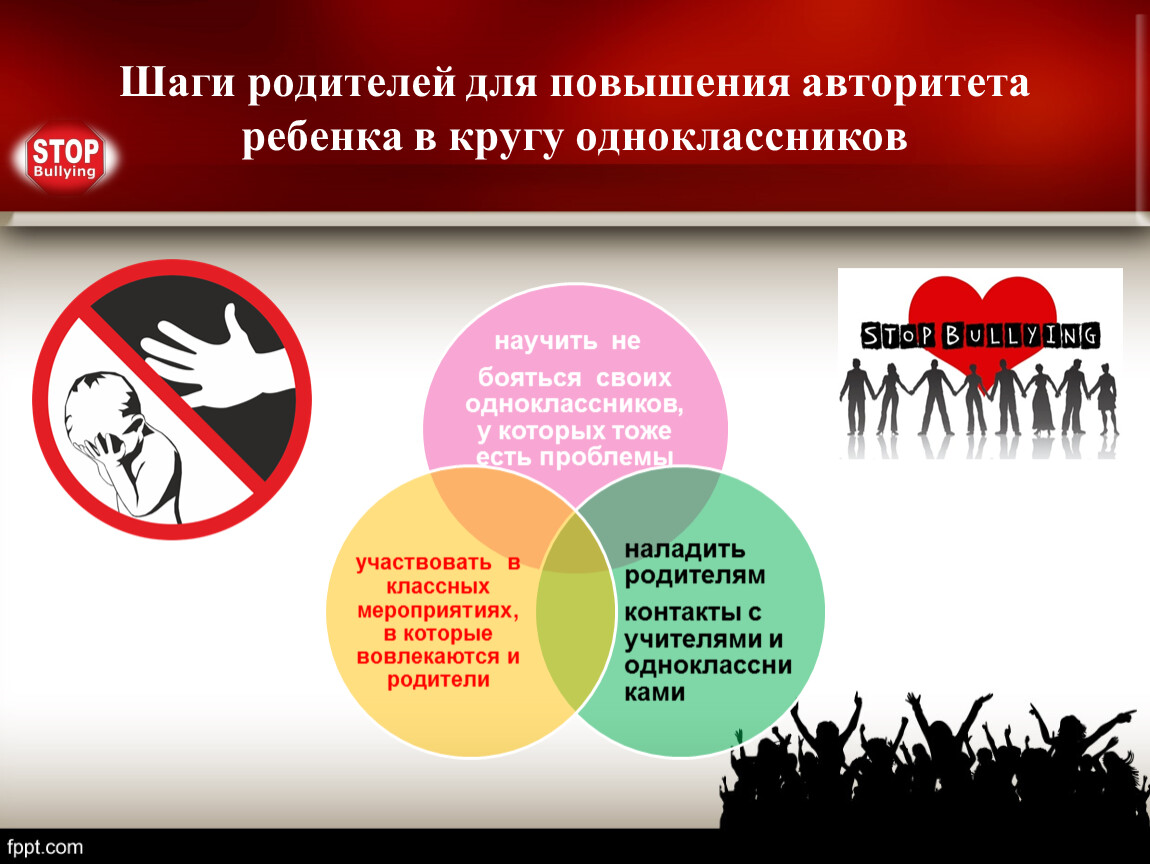 Шаги родителей для повышения авторитета
ребенка в кругу одноклассников
STOP
Bullying
STOP BULLYING
научить не
бояться своих
одноклассников,
у которых тоже
есть проблемы
участвовать в
классных
мероприятиях,
в которые
вовлекаются и
родители
наладить
родителям
контакты с
учителями и
одноклассни
ками
fppt.com